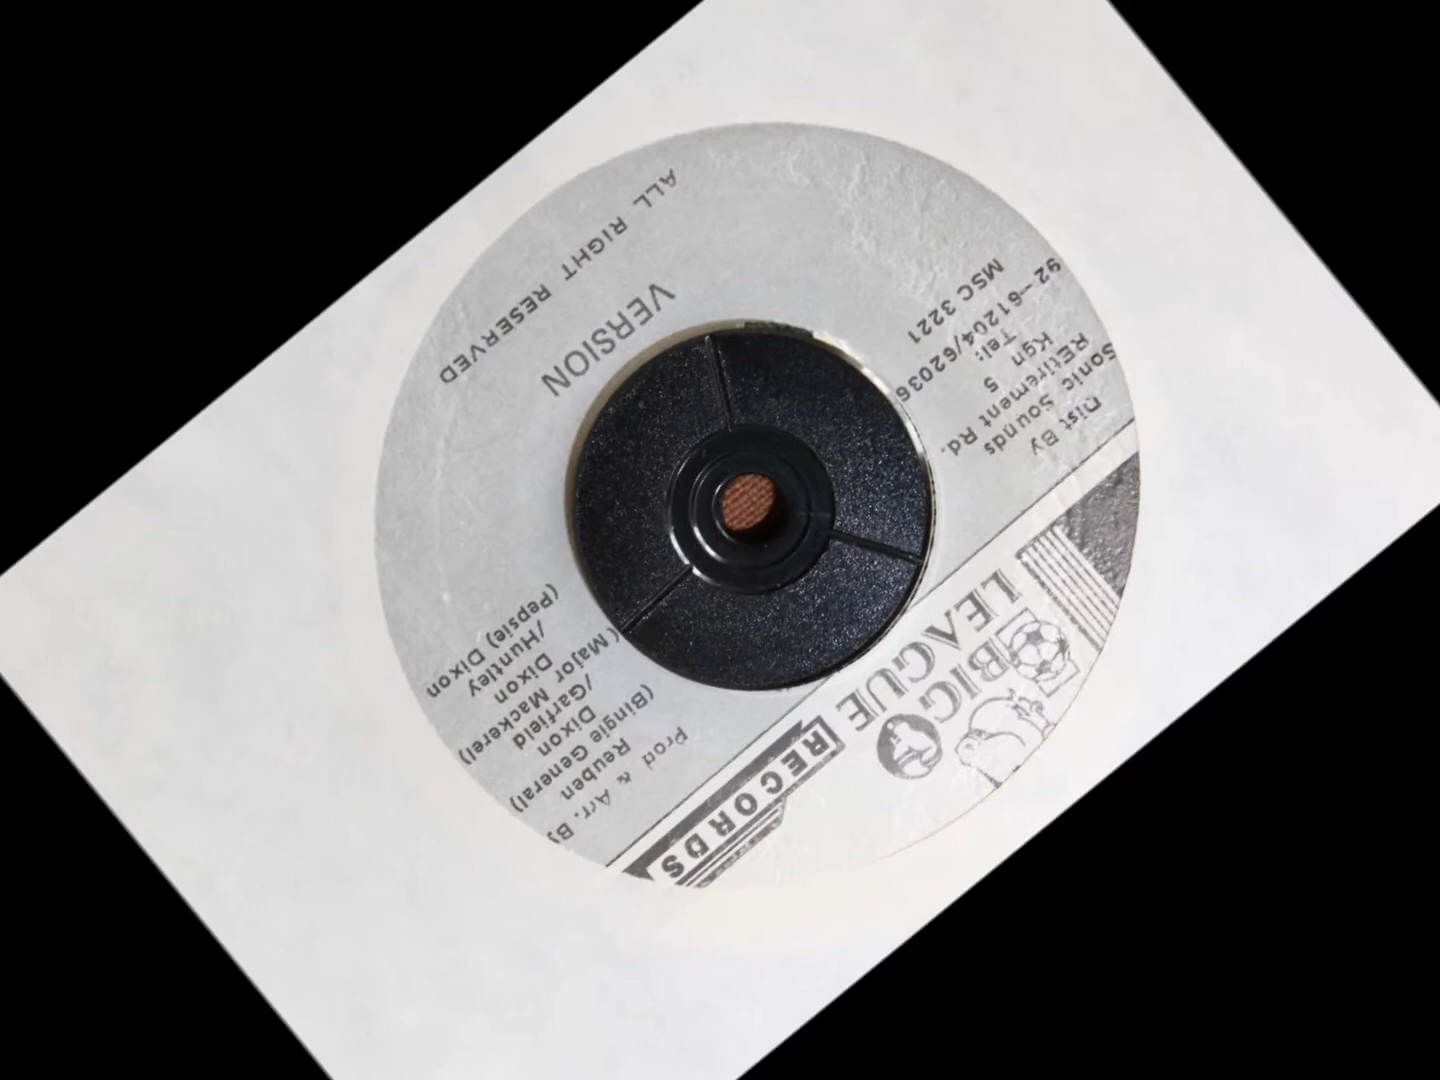 BIG
LEAGUE
RECORDS
Dist By
Sonic Sounds
REtirement Rd.
Kgn 5
Tel:
92-61204/62036
MSC 3221
Prod & Arr. By
Reuben
(Bingie General)
Dixon
/Garfield
( Major Mackerel)
Dixon
/Huntley
(Pepsie) Dixon
VERSION
ALL RIGHT RESERVED